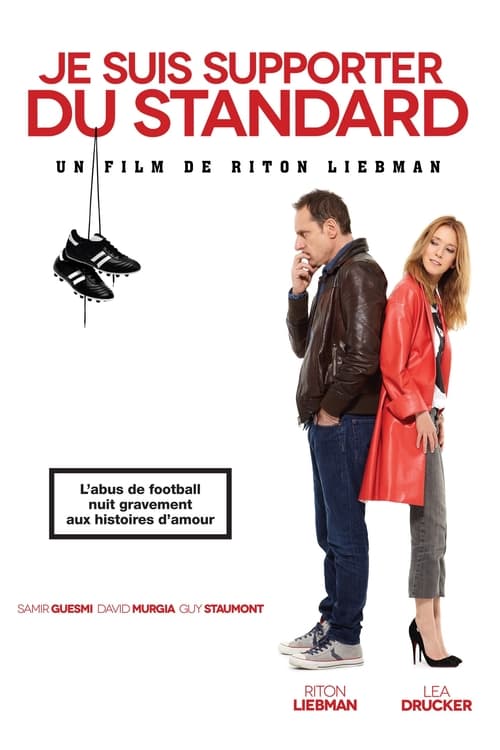 JE SUIS SUPPORTER
DU STANDARD
UN FILM DE RITON LIEBMAN
L'abus de football
nuit gravement
aux histoires d'amour
SAMIR GUESMI DAVID MURGIA GUY STAUMONT
RITON
LIEBMAN
LEA
DRUCKER